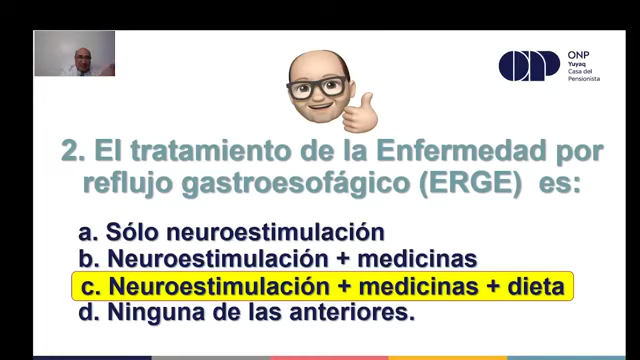 ONP
Yuyaq
Casa del
Pensionista
2. El tratamiento de la Enfermedad por
reflujo gastroesofágico (ERGE) es:
a. Sólo neuroestimulación
b. Neuroestimulación + medicinas
c. Neuroestimulación + medicinas + dieta
d. Ninguna de las anteriores.